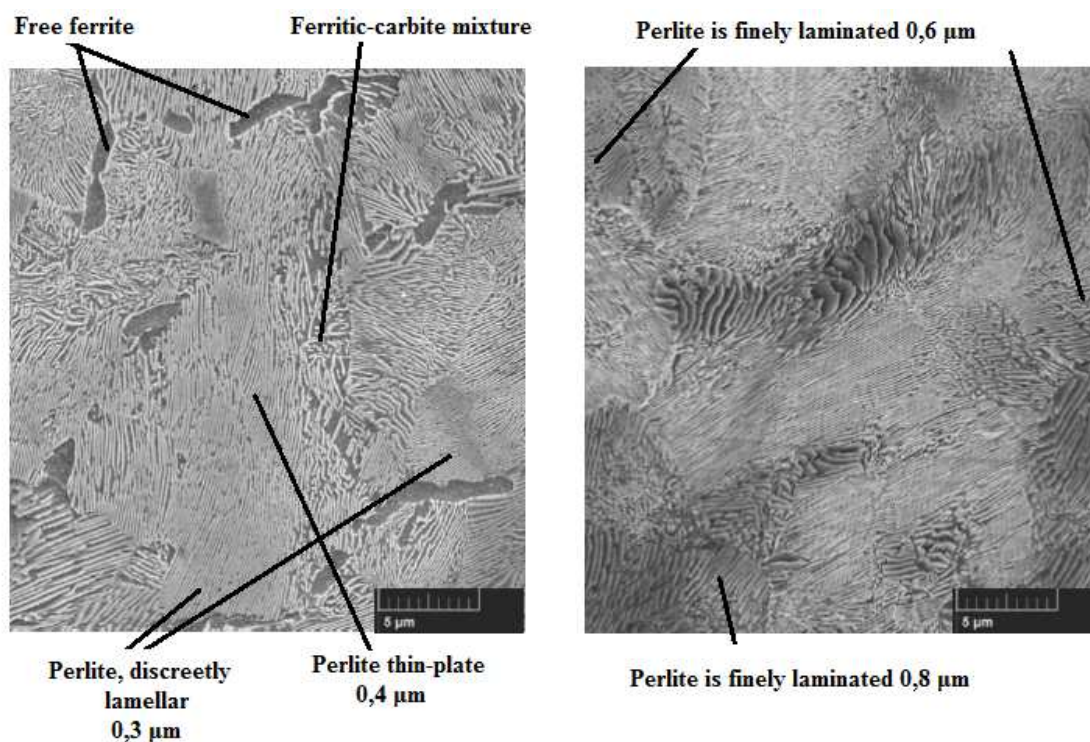 Free ferrite
Ferritic-carbite mixture
Perlite is finely laminated 0,6 µm
5 µm
5 µm
Perlite, discreetly
lamellar
0,3 µm
Perlite thin-plate
0,4 µm
Perlite is finely laminated 0,8 µm